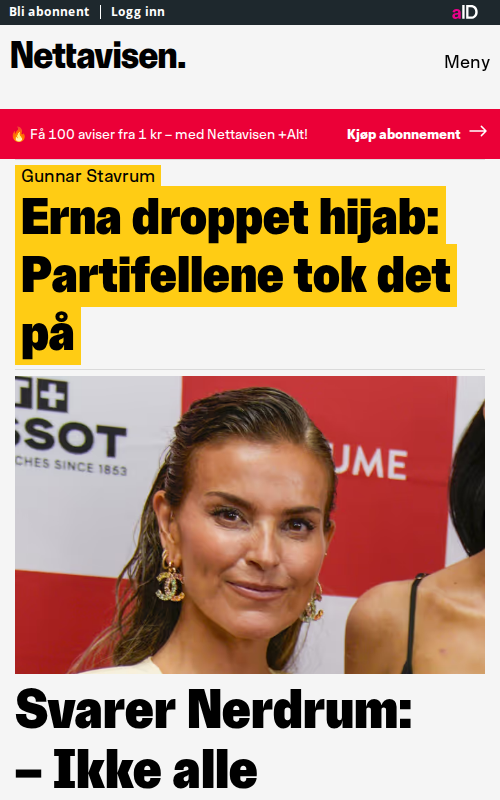 Bli abonnent | Logg inn
aID
Nettavisen.
Meny
🔥 Få 100 aviser fra 1 kr – med Nettavisen +Alt!
Kjøp abonnement →
Gunnar Stavrum
Erna droppet hijab:
Partifellene tok det
på
SSOT
CHES SINCE 1853
UME
Svarer Nerdrum:
– Ikke alle